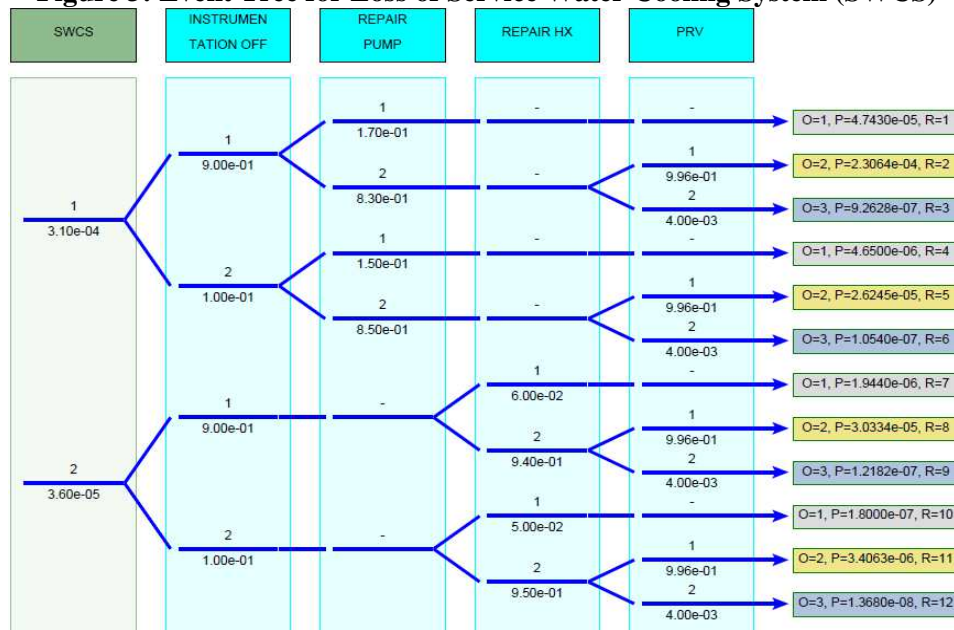 Figure 3: Event Tree for Loss of Service Water Cooling System (SWCS)
SWCS
INSTRUMEN
TATION OFF
REPAIR
PUMP
REPAIR HX
PRV
1
3.10e-04
2
3.60e-05
1
9.00e-01
2
1.00e-01
1
9.00e-01
2
1.00e-01
1
1.70e-01
2
8.30e-01
1
1.50e-01
2
8.50e-01
-
-
-
-
-
-
1
6.00e-02
2
9.40e-01
1
5.00e-02
2
9.50e-01
-
1
9.96e-01
2
4.00e-03
-
1
9.96e-01
2
4.00e-03
-
1
9.96e-01
2
4.00e-03
-
1
9.96e-01
2
4.00e-03
O=1, P=4.7430e-05, R=1
O=2, P=2.3064e-04, R=2
O=3, P=9.2628e-07, R=3
O=1, P=4.6500e-06, R=4
O=2, P=2.6245e-05, R=5
O=3, P=1.0540e-07, R=6
O=1, P=1.9440e-06, R=7
O=2, P=3.0334e-05, R=8
O=3, P=1.2182e-07, R=9
O=1, P=1.8000e-07, R=10
O=2, P=3.4063e-06, R=11
O=3, P=1.3680e-08, R=12